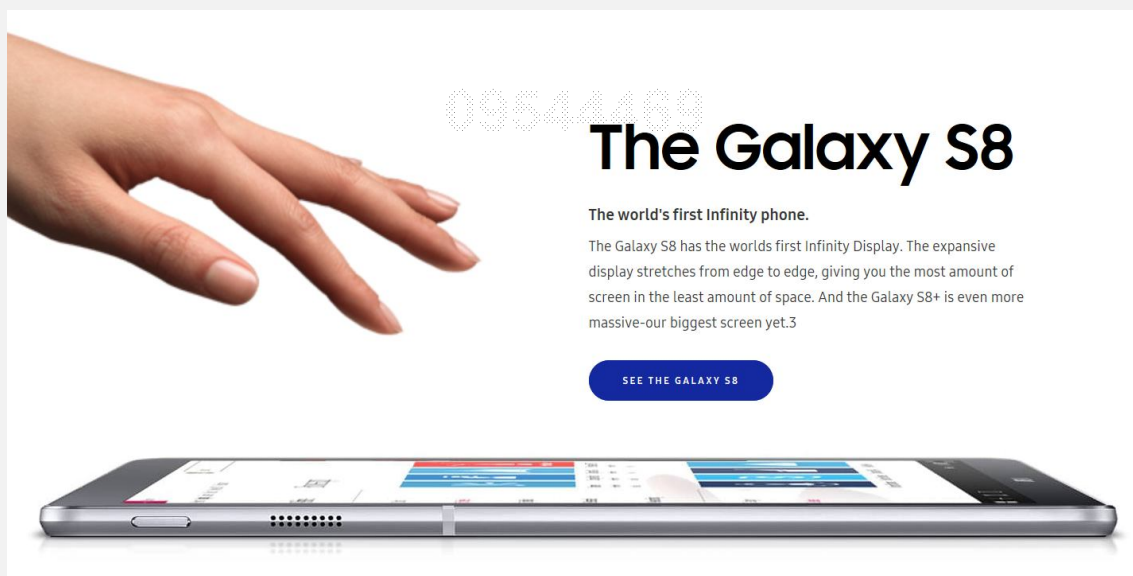 09544469
The Galaxy S8
The world's first Infinity phone.
The Galaxy S8 has the worlds first Infinity Display. The expansive
display stretches from edge to edge, giving you the most amount of
screen in the least amount of space. And the Galaxy S8+ is even more
massive-our biggest screen yet.3
SEE THE GALAXY S8